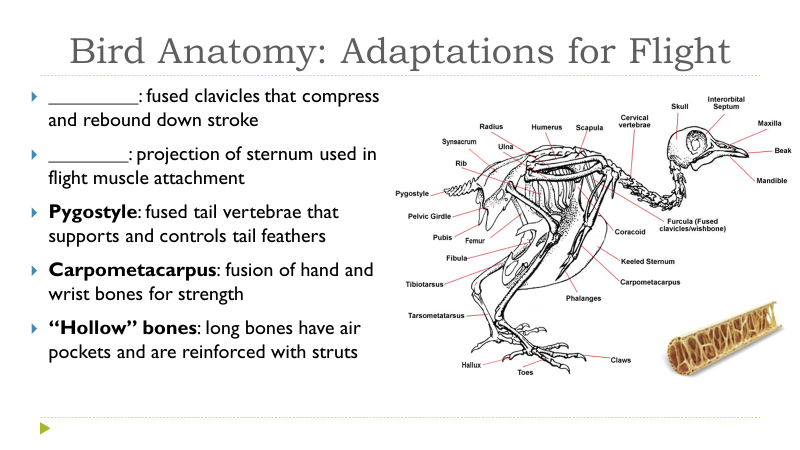 Bird Anatomy: Adaptations for Flight
_________: fused clavicles that compress
and rebound down stroke
________: projection of sternum used in
flight muscle attachment
Pygostyle: fused tail vertebrae that
supports and controls tail feathers
Carpometacarpus: fusion of hand and
wrist bones for strength
“Hollow” bones: long bones have air
pockets and are reinforced with struts
Interorbital
Septum
Skull
Maxilla
Cervical
vertebrae
Radius
Humerus
Scapula
Synsacrum
Ulna
Beak
Rib
Mandible
Pygostyle
Pelvic Girdle
Furcula (Fused
clavicles/wishbone)
Pubis
Femur
Coracoid
Fibula
Keeled Sternum
Tibiotarsus
Carpometacarpus
Phalanges
Tarsometatarsus
Hallux
Toes
Claws